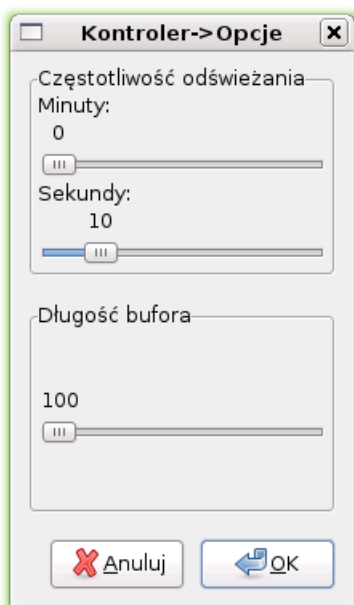 Kontroler->Opcje
Częstotliwość odświeżania
Minuty:
0
Sekundy:
10
Długość bufora
100
Anuluj
OK